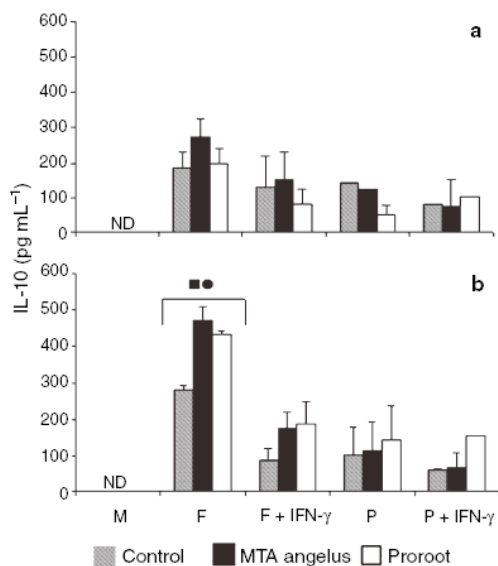 a
600
500
400
300
200
100
0
ND
IL-10 (pg mL⁻¹)
b
600
500
400
300
200
100
0
ND
M F F + IFN-γ P P + IFN-γ
Control MTA angelus Proroot